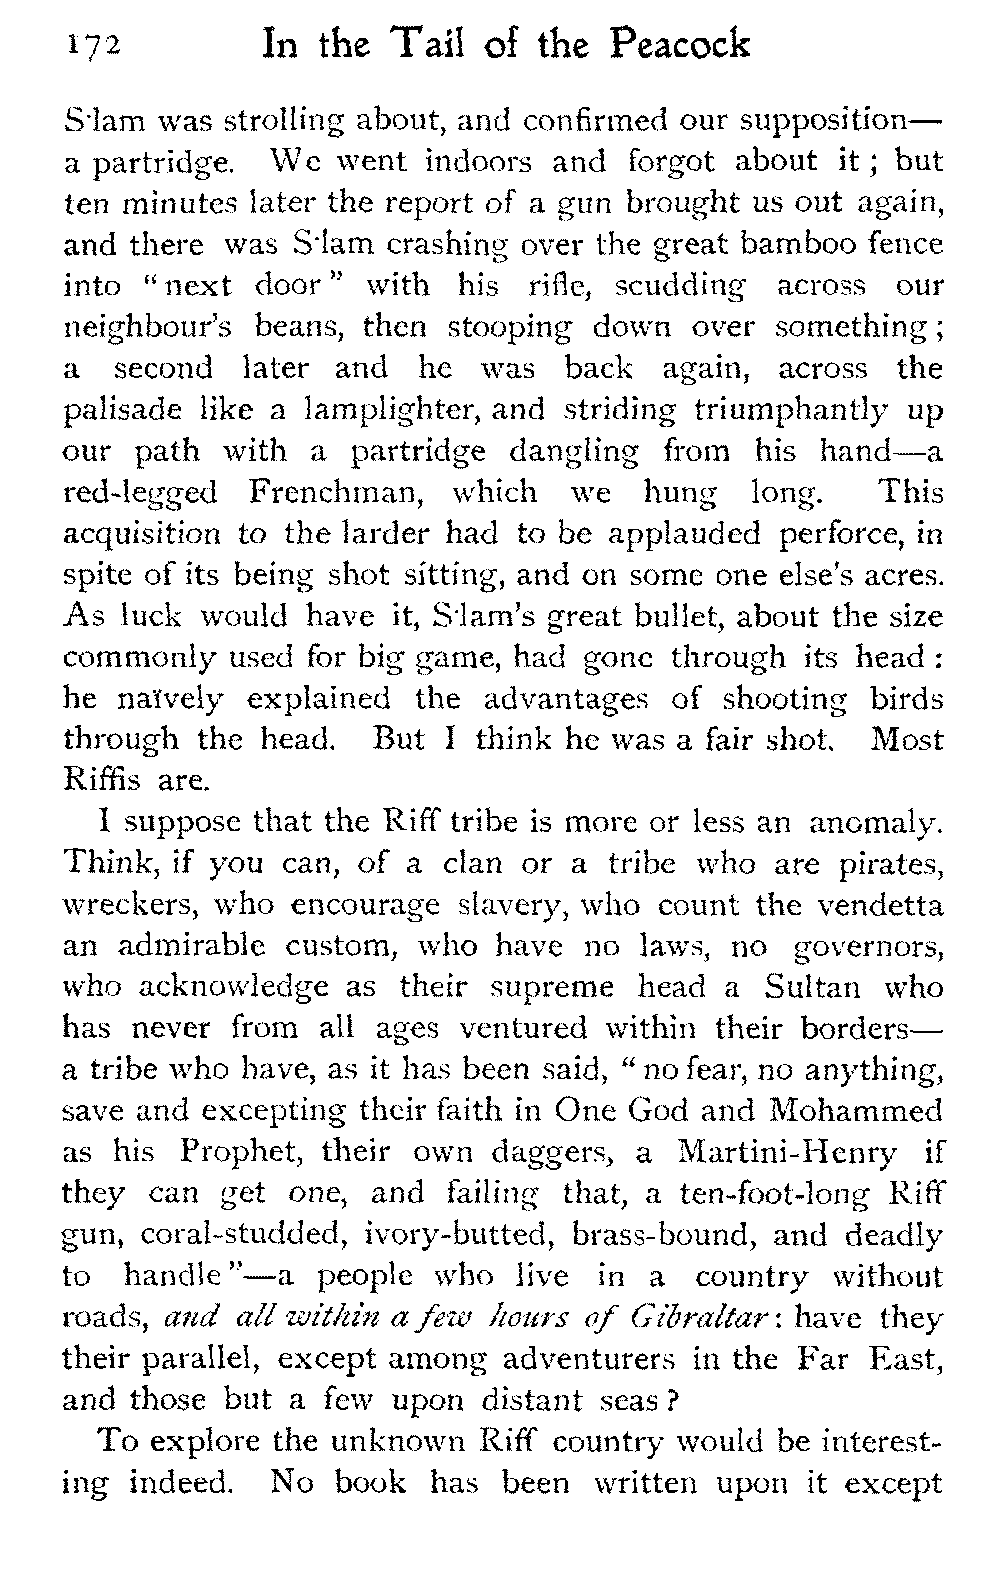 172 In the Tail of the Peacock
S·lam was strolling about, and confirmed our supposition—
a partridge. We went indoors and forgot about it; but
ten minutes later the report of a gun brought us out again,
and there was S·lam crashing over the great bamboo fence
into "next door" with his rifle, scudding across our
neighbour's beans, then stooping down over something;
a second later and he was back again, across the
palisade like a lamplighter, and striding triumphantly up
our path with a partridge dangling from his hand—a
red-legged Frenchman, which we hung long. This
acquisition to the larder had to be applauded perforce, in
spite of its being shot sitting, and on some one else's acres.
As luck would have it, S·lam's great bullet, about the size
commonly used for big game, had gone through its head:
he naïvely explained the advantages of shooting birds
through the head. But I think he was a fair shot. Most
Riffis are.
I suppose that the Riff tribe is more or less an anomaly.
Think, if you can, of a clan or a tribe who are pirates,
wreckers, who encourage slavery, who count the vendetta
an admirable custom, who have no laws, no governors,
who acknowledge as their supreme head a Sultan who
has never from all ages ventured within their borders—
a tribe who have, as it has been said, "no fear, no anything,
save and excepting their faith in One God and Mohammed
as his Prophet, their own daggers, a Martini-Henry if
they can get one, and failing that, a ten-foot-long Riff
gun, coral-studded, ivory-butted, brass-bound, and deadly
to handle"—a people who live in a country without
roads, and all within a few hours of Gibraltar: have they
their parallel, except among adventurers in the Far East,
and those but a few upon distant seas?
To explore the unknown Riff country would be interest-
ing indeed. No book has been written upon it except